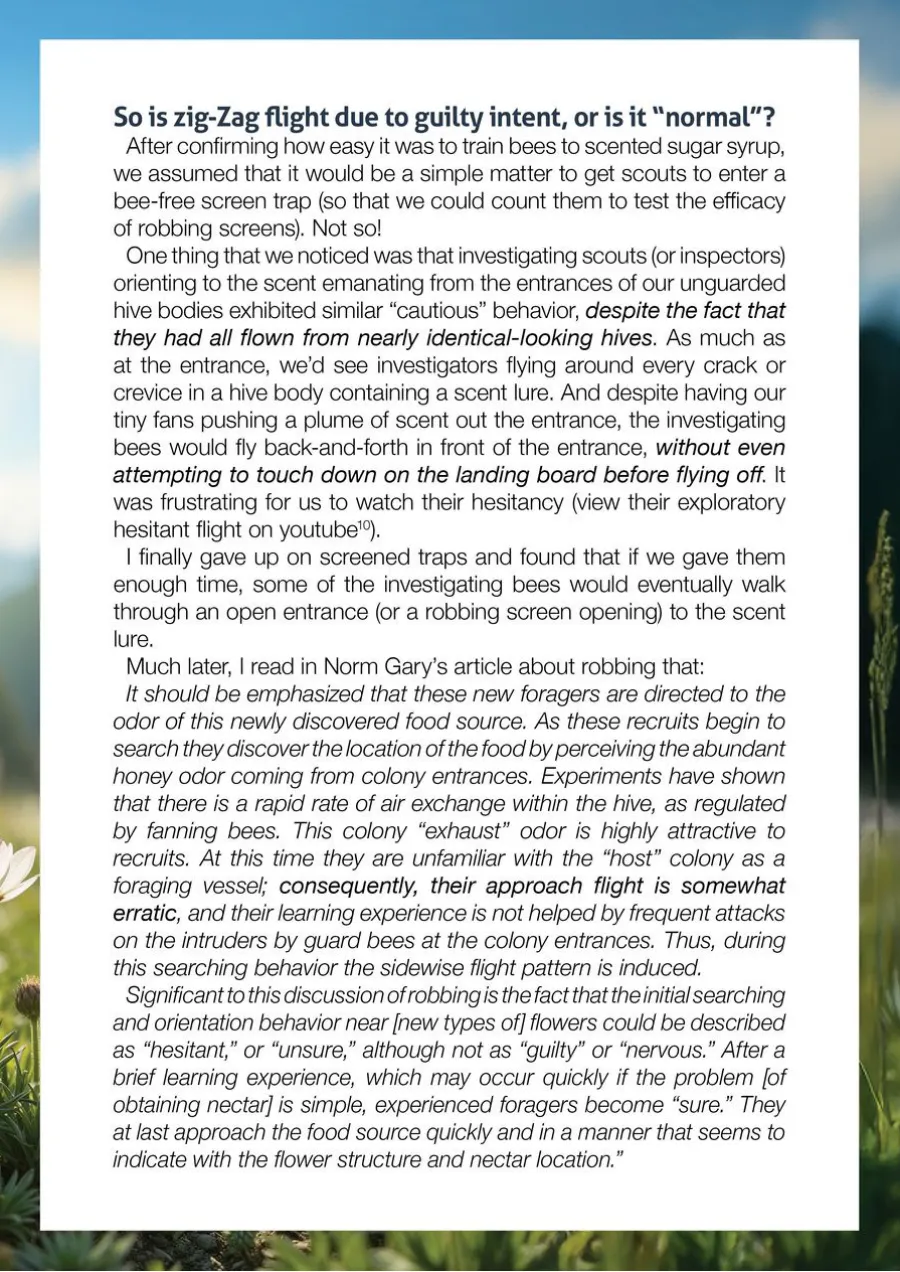 So is zig-Zag flight due to guilty intent, or is it “normal”?
After confirming how easy it was to train bees to scented sugar syrup,
we assumed that it would be a simple matter to get scouts to enter a
bee-free screen trap (so that we could count them to test the efficacy
of robbing screens). Not so!
One thing that we noticed was that investigating scouts (or inspectors)
orienting to the scent emanating from the entrances of our unguarded
hive bodies exhibited similar “cautious” behavior, despite the fact that
they had all flown from nearly identical-looking hives. As much as
at the entrance, we’d see investigators flying around every crack or
crevice in a hive body containing a scent lure. And despite having our
tiny fans pushing a plume of scent out the entrance, the investigating
bees would fly back-and-forth in front of the entrance, without even
attempting to touch down on the landing board before flying off. It
was frustrating for us to watch their hesitancy (view their exploratory
hesitant flight on youtube¹⁰).
I finally gave up on screened traps and found that if we gave them
enough time, some of the investigating bees would eventually walk
through an open entrance (or a robbing screen opening) to the scent
lure.
Much later, I read in Norm Gary’s article about robbing that:
It should be emphasized that these new foragers are directed to the
odor of this newly discovered food source. As these recruits begin to
search they discover the location of the food by perceiving the abundant
honey odor coming from colony entrances. Experiments have shown
that there is a rapid rate of air exchange within the hive, as regulated
by fanning bees. This colony “exhaust” odor is highly attractive to
recruits. At this time they are unfamiliar with the “host” colony as a
foraging vessel; consequently, their approach flight is somewhat
erratic, and their learning experience is not helped by frequent attacks
on the intruders by guard bees at the colony entrances. Thus, during
this searching behavior the sidewise flight pattern is induced.
Significant to this discussion of robbing is the fact that the initial searching
and orientation behavior near [new types of] flowers could be described
as “hesitant,” or “unsure,” although not as “guilty” or “nervous.” After a
brief learning experience, which may occur quickly if the problem [of
obtaining nectar] is simple, experienced foragers become “sure.” They
at last approach the food source quickly and in a manner that seems to
indicate with the flower structure and nectar location.”